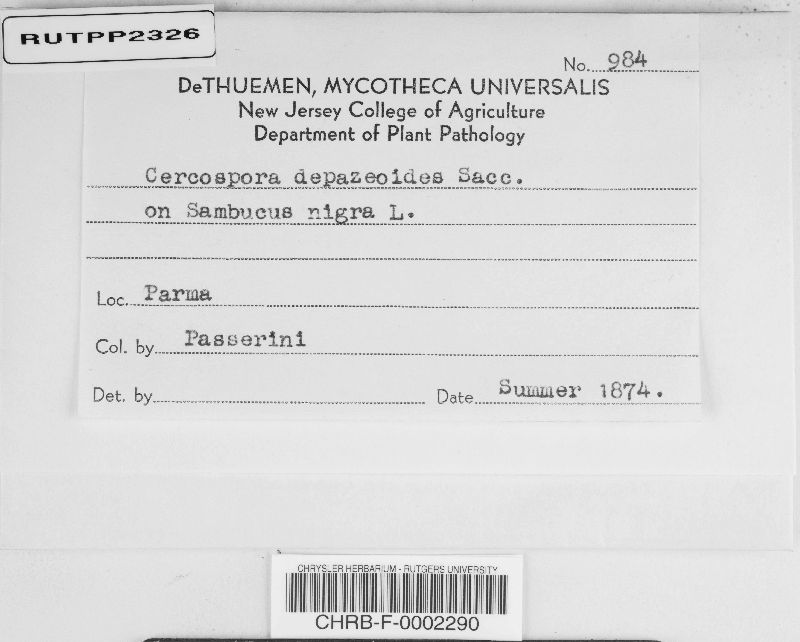 RUTPP2326
No. 984
DeTHUEMEN, MYCOTHECA UNIVERSALIS
New Jersey College of Agriculture
Department of Plant Pathology
Cercospora depazeoides Sacc.
on Sambucus nigra L.
Loc. Parma
Col. by Passerini
Det. by
Date Summer 1874.
CHRYSLER HERBARIUM - RUTGERS UNIVERSITY
CHRB-F-0002290